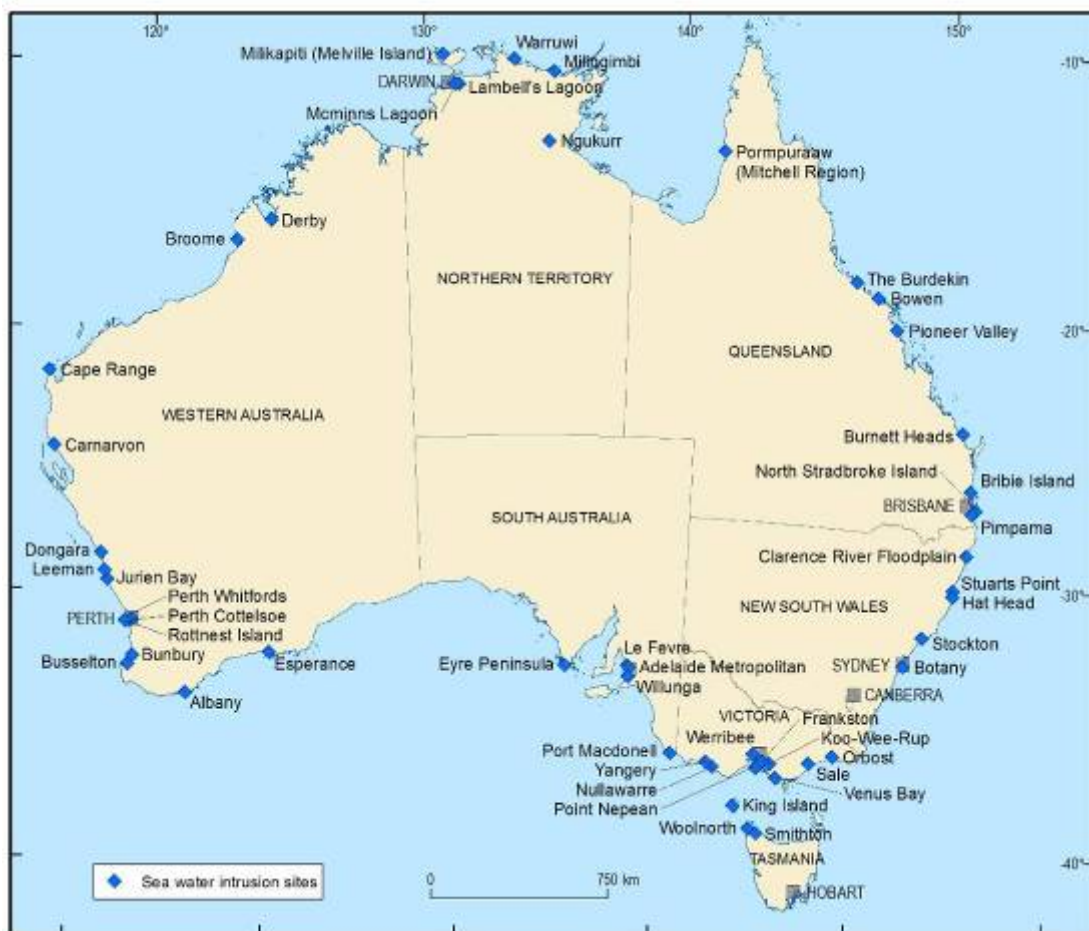 120°
130°
140°
150°
Milikapiti (Melville Island)
Warruwi
Milingimbi
-10°
DARWIN
Lambell's Lagoon
Mcminns Lagoon
Ngukurr
Pormpuraaw
(Mitchell Region)
Derby
Broome
NORTHERN TERRITORY
The Burdekin
Bowen
Pioneer Valley
-20°
QUEENSLAND
Cape Range
WESTERN AUSTRALIA
Carnarvon
Burnett Heads
North Stradbroke Island
Bribie Island
BRISBANE
SOUTH AUSTRALIA
Pimpama
Dongara
Clarence River Floodplain
Leeman
Jurien Bay
Stuarts Point
-30°
Perth Whitfords
Hat Head
NEW SOUTH WALES
PERTH
Perth Cottelsoe
Rottnest Island
Stockton
Bunbury
Busselton
Esperance
Eyre Peninsula
Le Fevre
Adelaide Metropolitan
SYDNEY
Botany
Willunga
Albany
CANBERRA
VICTORIA
Frankston
Werribee
Koo-Wee-Rup
Port Macdonell
Orbost
Yangery
Sale
Nullawarre
Venus Bay
Point Nepean
King Island
Woolnorth
Smithton
TASMANIA
-40°
Sea water intrusion sites
0
750 km
HOBART